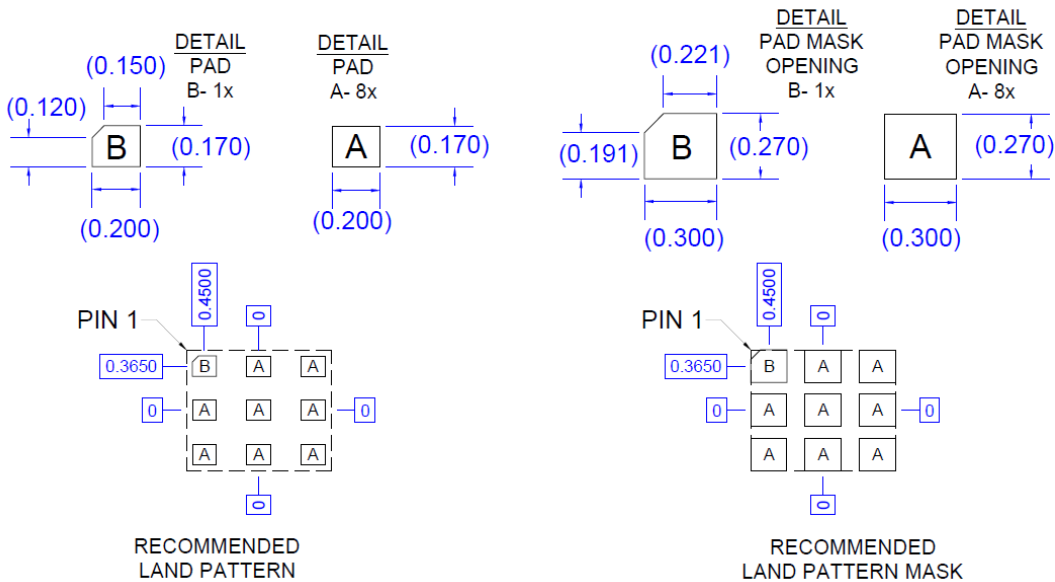 DETAIL
PAD
B- 1x
(0.150)
(0.120)
B
(0.170)
(0.200)
DETAIL
PAD
A- 8x
A
(0.170)
(0.200)
DETAIL
PAD MASK
OPENING
B- 1x
(0.221)
(0.191)
B
(0.270)
(0.300)
DETAIL
PAD MASK
OPENING
A- 8x
A
(0.270)
(0.300)
PIN 1
0.4500
0
0.3650
B A A
0
A A A
0
A A A
0
RECOMMENDED
LAND PATTERN
PIN 1
0.4500
0
0.3650
B A A
0
A A A
0
A A A
0
RECOMMENDED
LAND PATTERN MASK